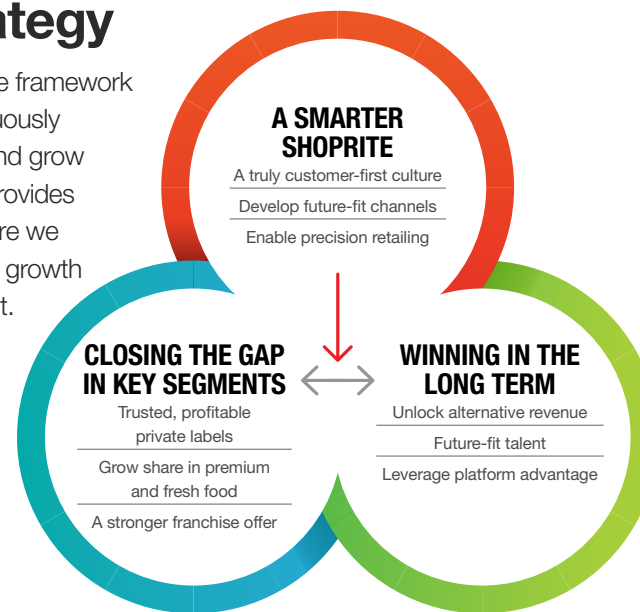 ategy
e framework
uously
nd grow
rovides
re we
growth
t.
A SMARTER
SHOPRITE
A truly customer-first culture
Develop future-fit channels
Enable precision retailing
CLOSING THE GAP
IN KEY SEGMENTS
Trusted, profitable
private labels
Grow share in premium
and fresh food
A stronger franchise offer
WINNING IN THE
LONG TERM
Unlock alternative revenue
Future-fit talent
Leverage platform advantage